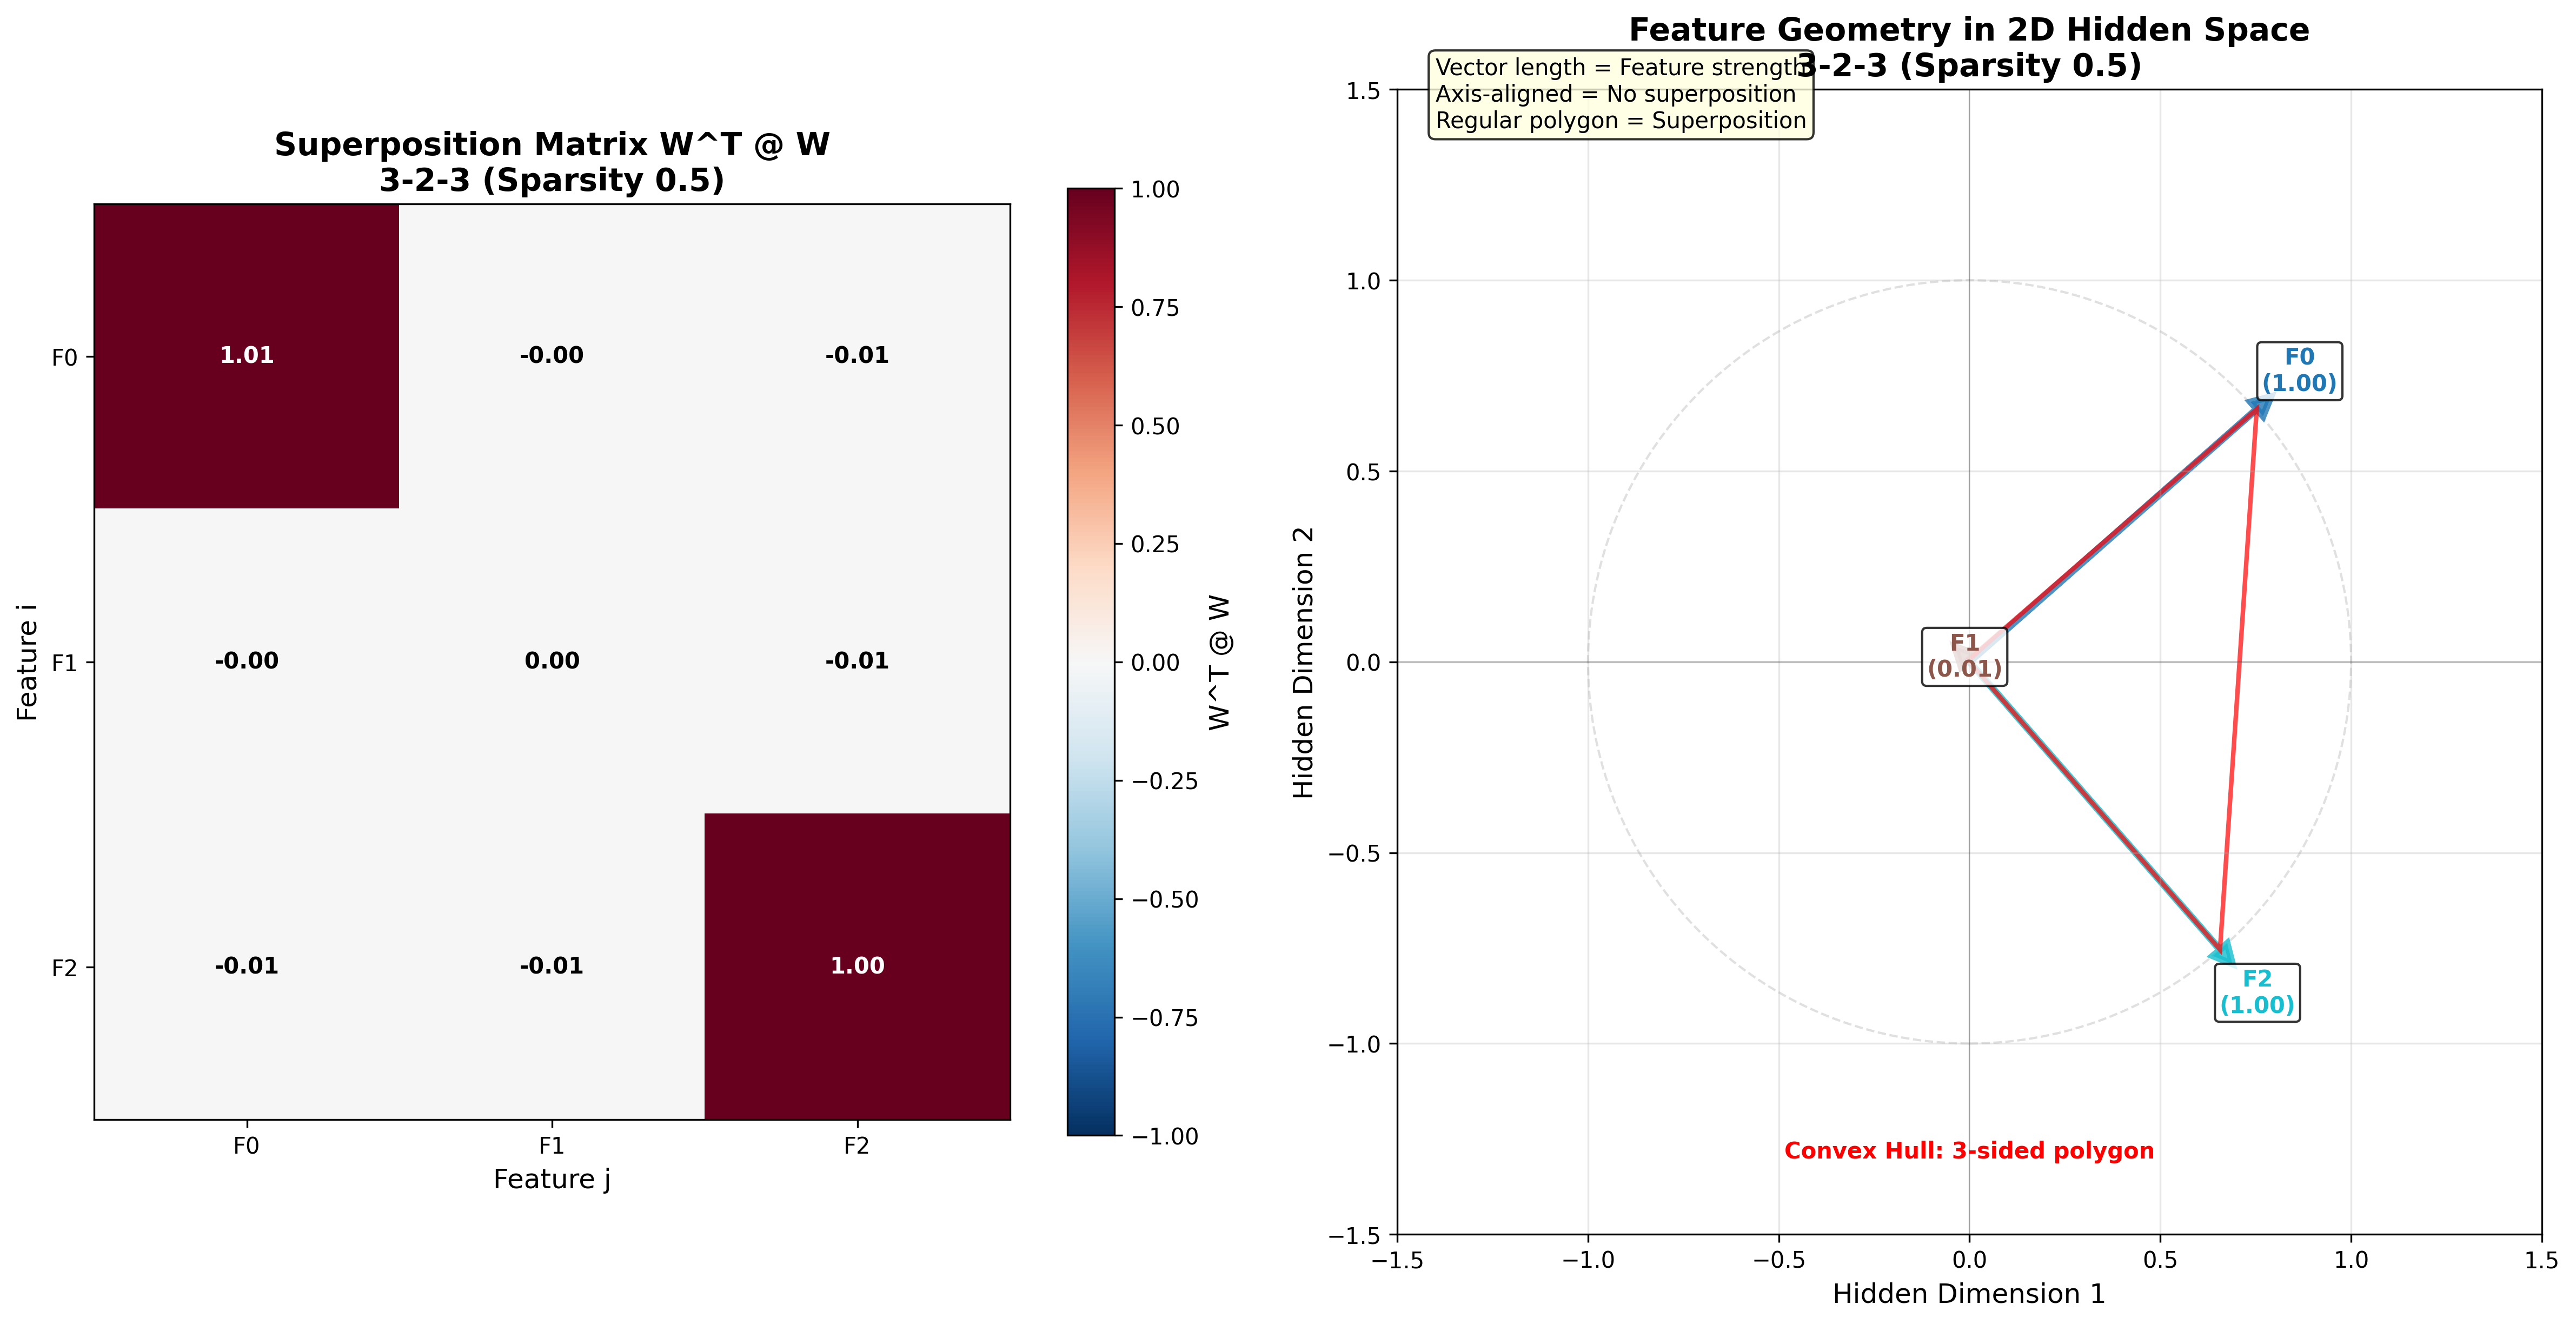 Superposition Matrix W^T @ W
3-2-3 (Sparsity 0.5)
F0
F1
F2
Feature i
1.01
-0.00
-0.01
-0.00
0.00
-0.01
-0.01
-0.01
1.00
F0
F1
F2
Feature j
1.00
0.75
0.50
0.25
0.00
−0.25
−0.50
−0.75
−1.00
W^T @ W
Feature Geometry in 2D Hidden Space
3-2-3 (Sparsity 0.5)
Vector length = Feature strength
Axis-aligned = No superposition
Regular polygon = Superposition
1.5
1.0
0.5
0.0
−0.5
−1.0
−1.5
Hidden Dimension 2
F0
(1.00)
F1
(0.01)
F2
(1.00)
Convex Hull: 3-sided polygon
−1.5
−1.0
−0.5
0.0
0.5
1.0
1.5
Hidden Dimension 1